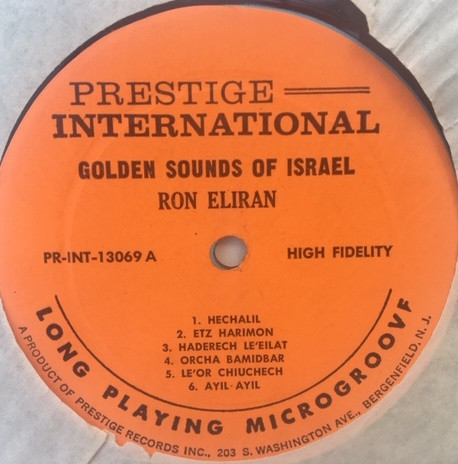 PRESTIGE
INTERNATIONAL
GOLDEN SOUNDS OF ISRAEL
RON ELIRAN
PR-INT-13069 A
HIGH FIDELITY
1. HECHALIL
2. ETZ HARIMON
3. HADERECH LE'EILAT
4. ORCHA BAMIDBAR
5. LE'OR CHIUCHECH
6. AYIL-AYIL
LONG PLAYING MICROGROOVE
A PRODUCT OF PRESTIGE RECORDS INC., 203 S. WASHINGTON AVE., BERGENFIELD, N. J.